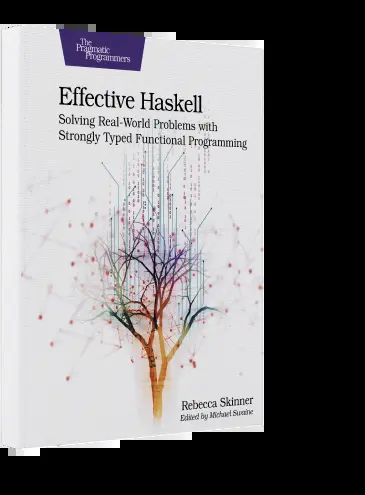 The
Pragmatic
Programmers
Effective Haskell
Solving Real-World Problems with
Strongly Typed Functional Programming
Rebecca Skinner
Edited by Michael Swaine